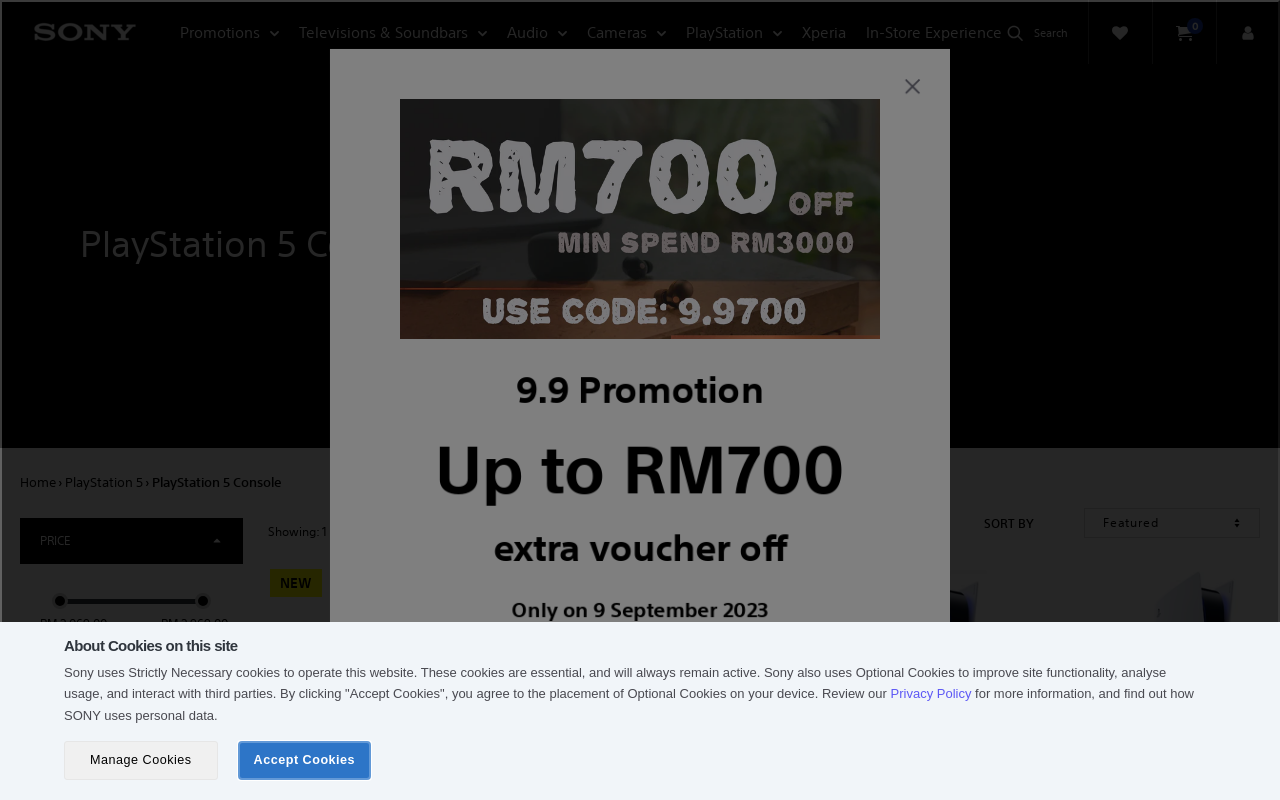 SONY
Promotions
Televisions & Soundbars
Audio
Cameras
PlayStation
Xperia
In-Store Experience
Search
0
RM700 OFF
MIN SPEND RM3000
USE CODE: 9.9700
PlayStation 5 Co
9.9 Promotion
Up to RM700
extra voucher off
Only on 9 September 2023
Home › PlayStation 5 › PlayStation 5 Console
PRICE
Showing: 1
SORT BY
Featured
NEW
About Cookies on this site
Sony uses Strictly Necessary cookies to operate this website. These cookies are essential, and will always remain active. Sony also uses Optional Cookies to improve site functionality, analyse
usage, and interact with third parties. By clicking "Accept Cookies", you agree to the placement of Optional Cookies on your device. Review our Privacy Policy for more information, and find out how
SONY uses personal data.
Manage Cookies
Accept Cookies